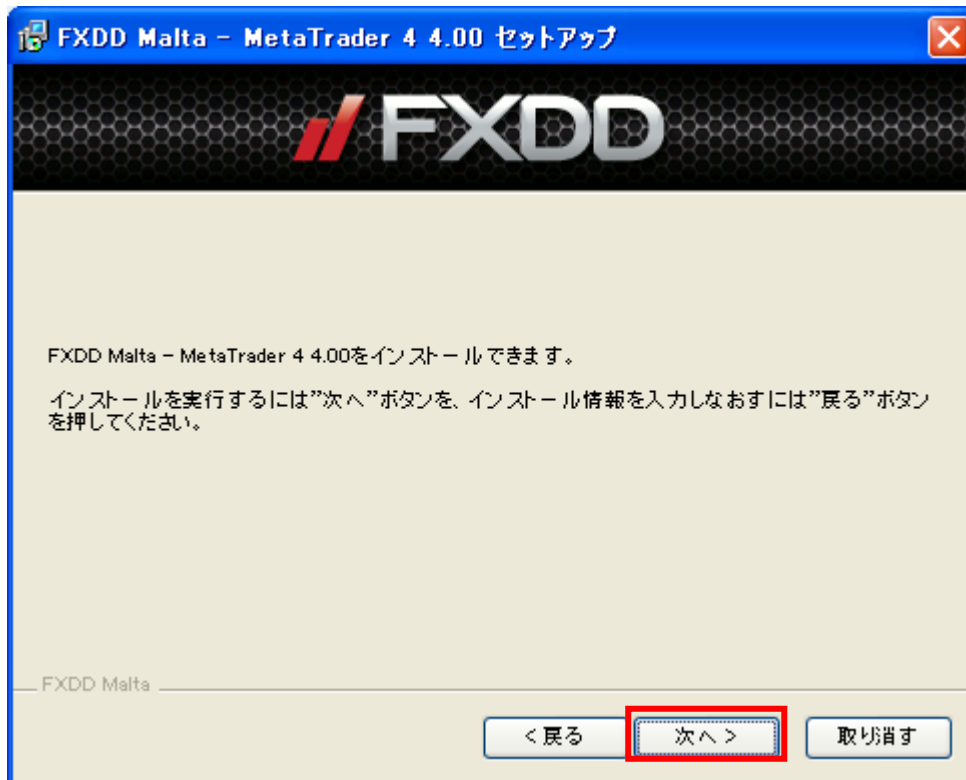 FXDD Malta - MetaTrader 4 4.00 セットアップ
FXDD
FXDD Malta - MetaTrader 4 4.00をインストールできます。
インストールを実行するには”次へ”ボタンを、インストール情報を入力しなおすには”戻る”ボタン
を押してください。
FXDD Malta
< 戻る
次へ >
取り消す